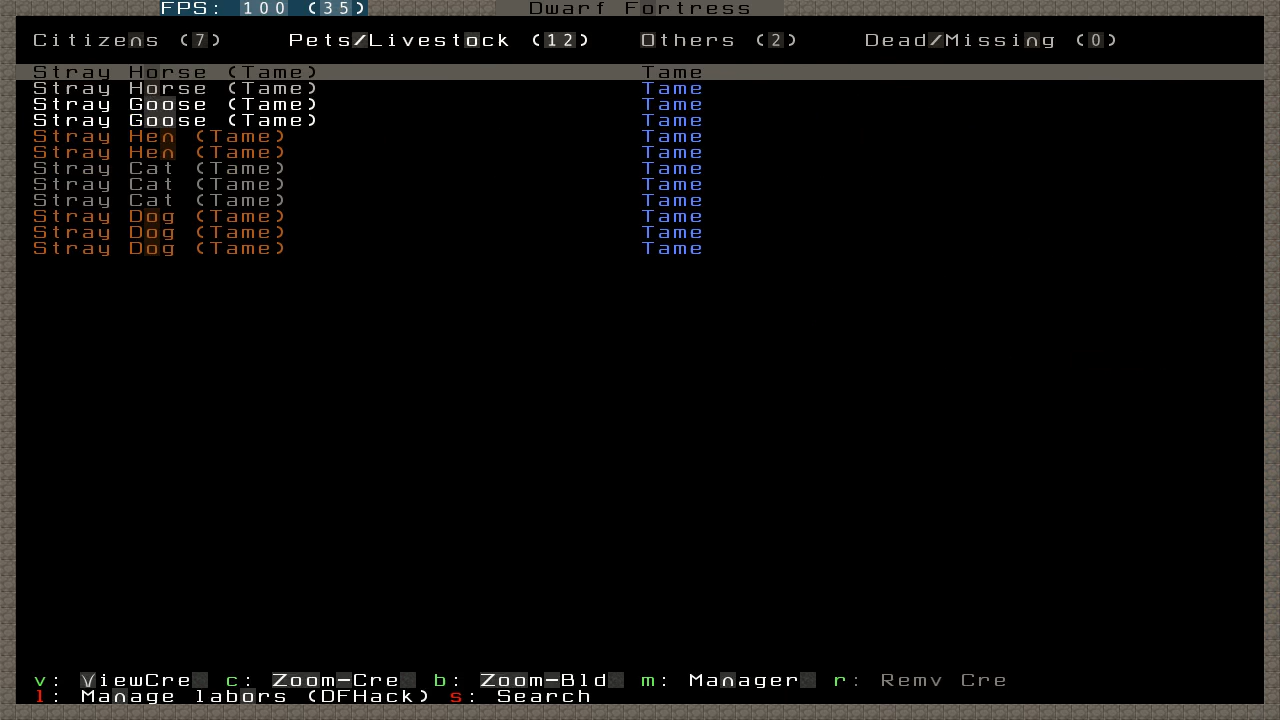 FPS: 100 (35) Dwarf Fortress
Citizens (7) Pets/Livestock (12) Others (2) Dead/Missing (0)
Stray Horse (Tame) Tame
Stray Horse (Tame) Tame
Stray Goose (Tame) Tame
Stray Goose (Tame) Tame
Stray Hen (Tame) Tame
Stray Hen (Tame) Tame
Stray Cat (Tame) Tame
Stray Cat (Tame) Tame
Stray Cat (Tame) Tame
Stray Dog (Tame) Tame
Stray Dog (Tame) Tame
Stray Dog (Tame) Tame
v: ViewCre c: Zoom-Cre b: Zoom-Bld m: Manager r: Remv Cre
l: Manage labors (DFHack) s: Search